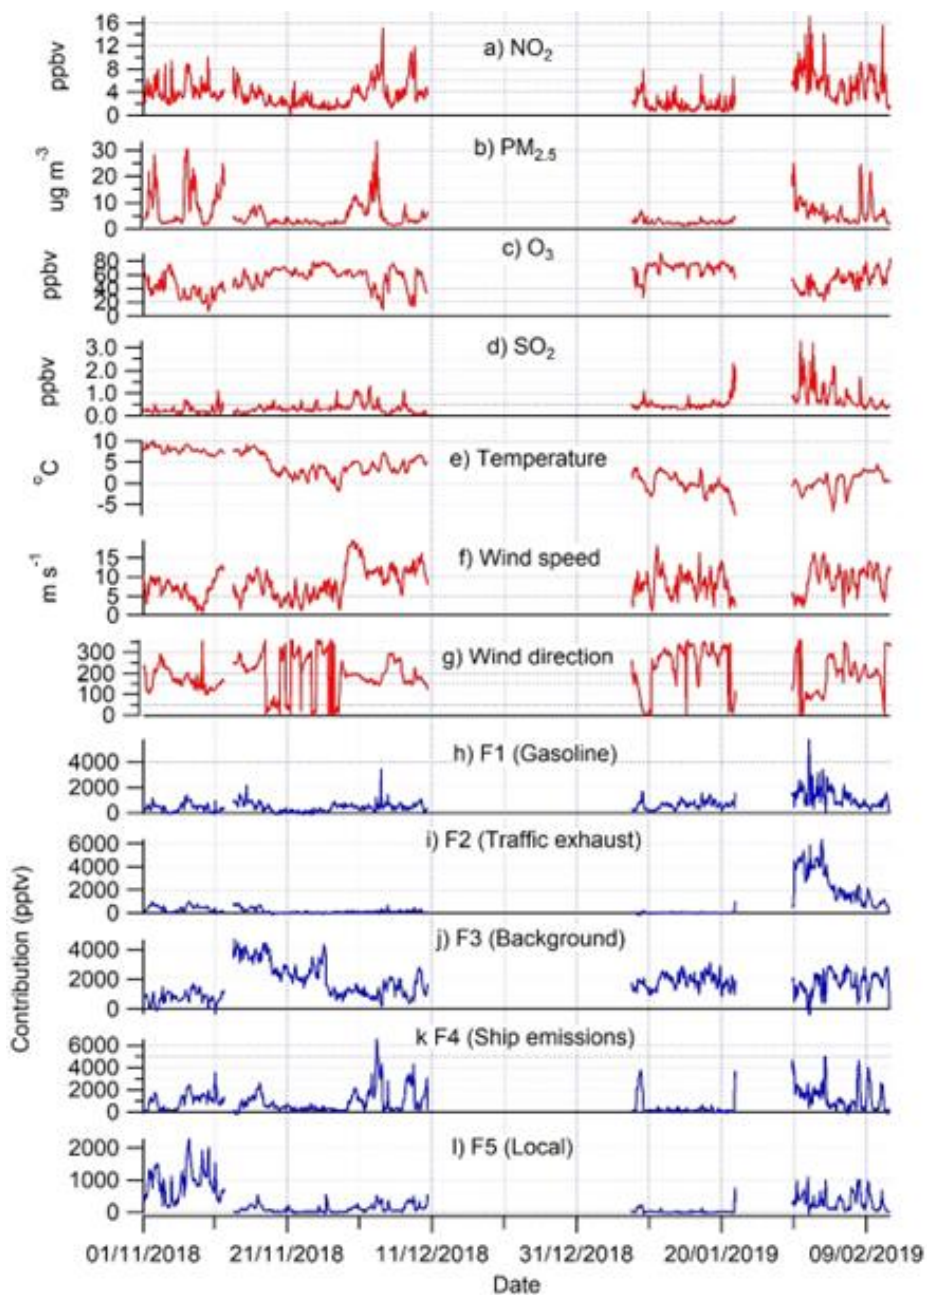 16
12
8
4
0
ppbv
a) NO2
30
20
10
0
ug m-3
b) PM2.5
80
60
40
20
0
ppbv
c) O3
3.0
2.0
1.0
0.0
ppbv
d) SO2
10
5
0
-5
°C
e) Temperature
15
10
5
0
m s-1
f) Wind speed
300
200
100
0
g) Wind direction
4000
2000
0
h) F1 (Gasoline)
6000
4000
2000
0
i) F2 (Traffic exhaust)
4000
2000
0
j) F3 (Background)
6000
4000
2000
0
k F4 (Ship emissions)
2000
1000
0
l) F5 (Local)
Contribution (pptv)
01/11/2018 21/11/2018 11/12/2018 31/12/2018 20/01/2019 09/02/2019
Date